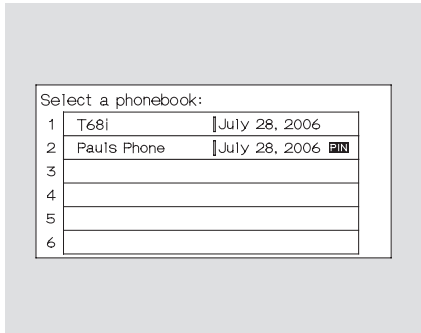 Select a phonebook:
1 T68i July 28, 2006
2 Pauls Phone July 28, 2006 PIN
3
4
5
6